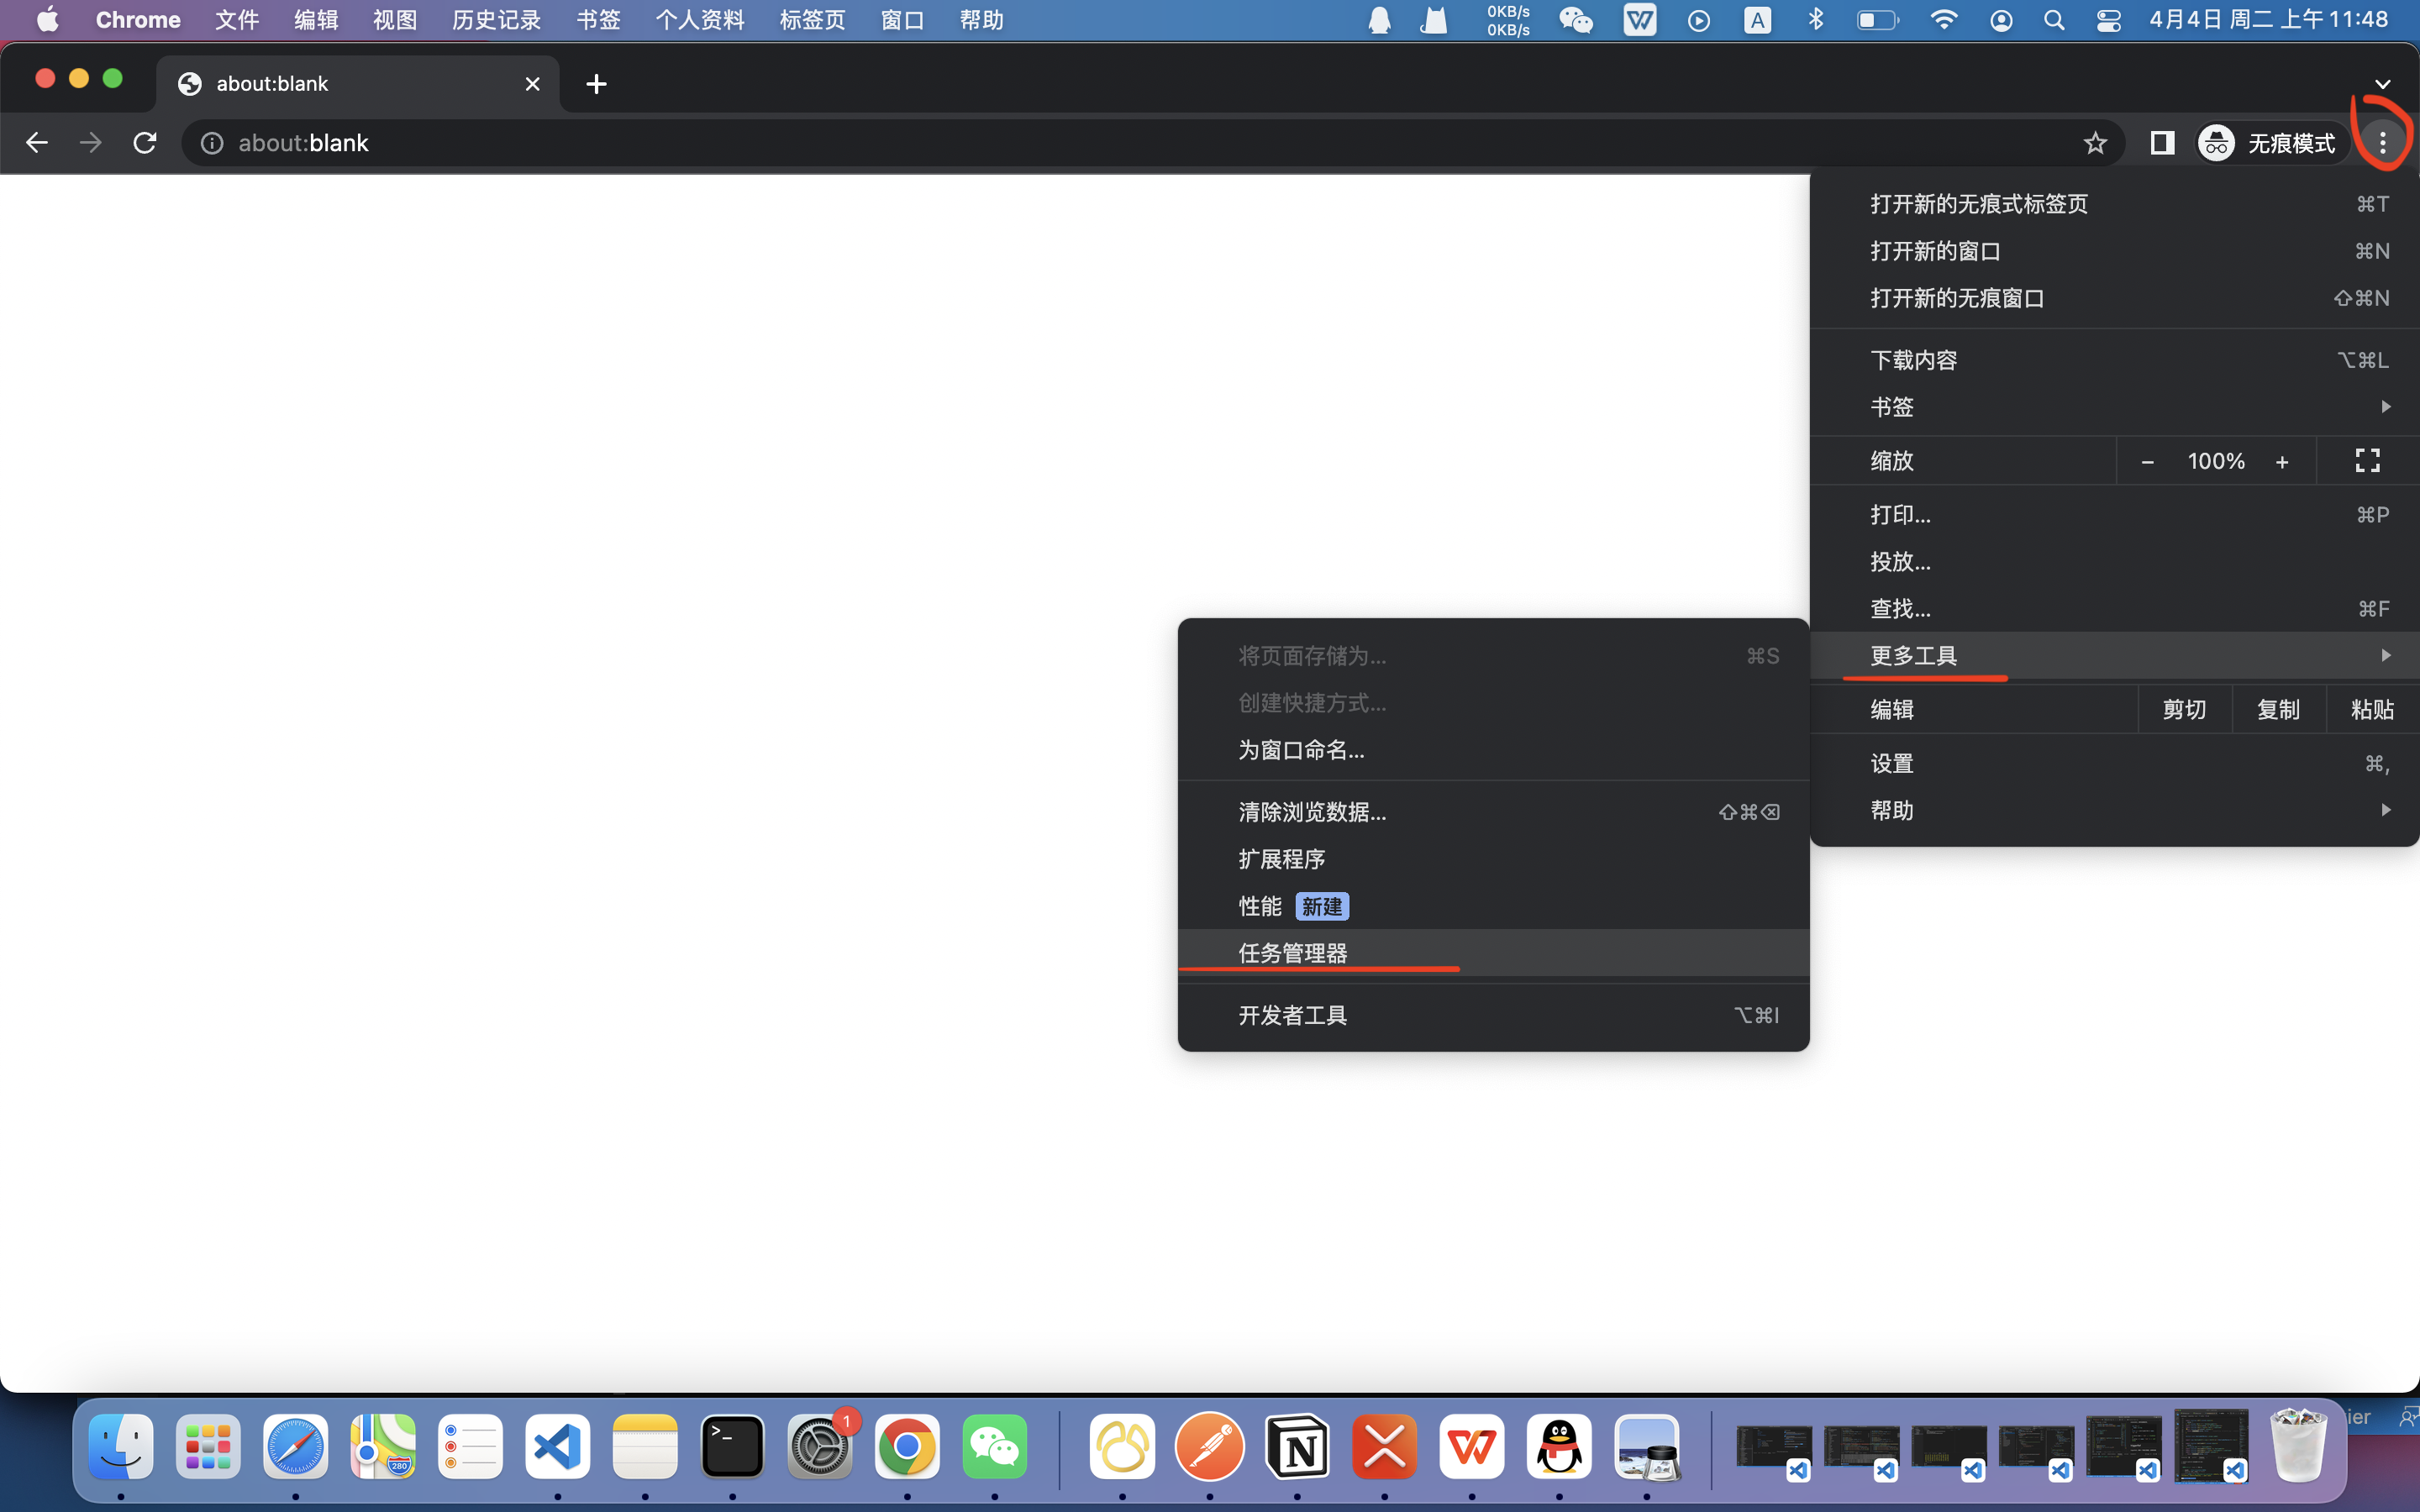 Chrome 文件 编辑 视图 历史记录 书签 个人资料 标签页 窗口 帮助
0KB/s
0KB/s
A
4月4日 周二 上午 11:48
about:blank
about:blank
无痕模式
打开新的无痕式标签页 ⌘T
打开新的窗口 ⌘N
打开新的无痕窗口 ⇧⌘N
下载内容 ⌥⌘L
书签
缩放 － 100% +
打印... ⌘P
投放...
查找... ⌘F
更多工具
编辑 剪切 复制 粘贴
设置 ⌘,
帮助
将页面存储为... ⌘S
创建快捷方式...
为窗口命名...
清除浏览数据... ⇧⌘⌫
扩展程序
性能 新建
任务管理器
开发者工具 ⌥⌘I
280
>_
1
ier